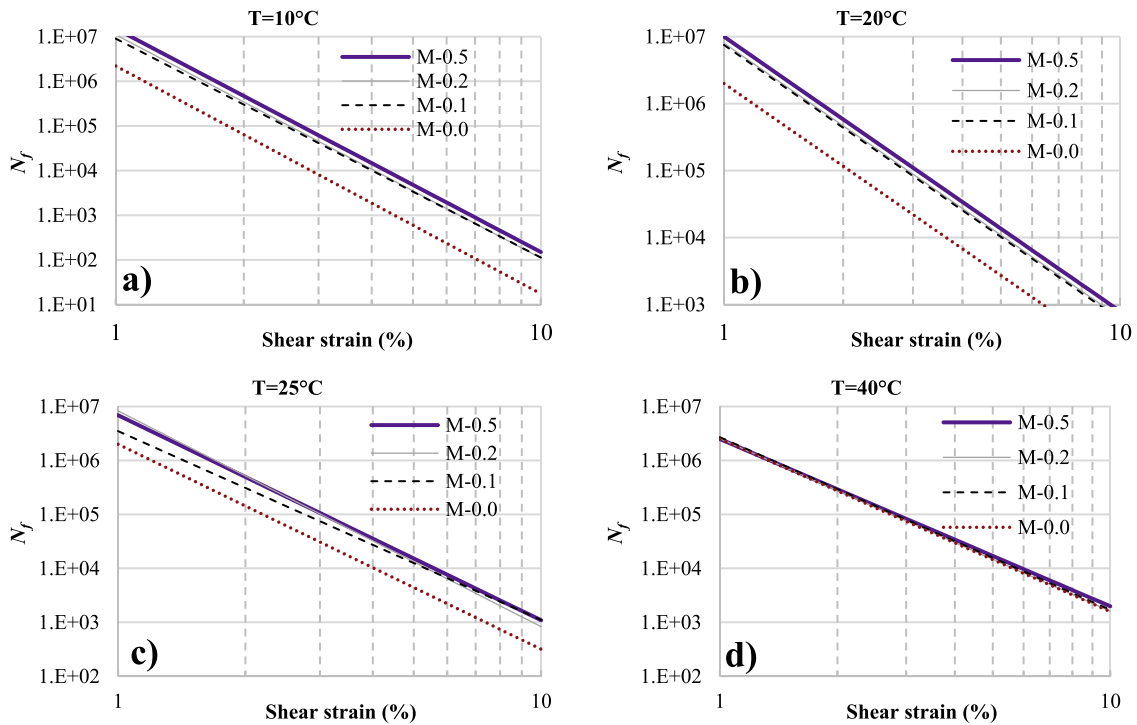 T=10°C
1.E+07
1.E+06
1.E+05
1.E+04
1.E+03
1.E+02
1.E+01
N_f
M-0.5
M-0.2
M-0.1
M-0.0
a)
1
Shear strain (%)
10
T=20°C
1.E+07
1.E+06
1.E+05
1.E+04
1.E+03
N_f
M-0.5
M-0.2
M-0.1
M-0.0
b)
1
Shear strain (%)
10
T=25°C
1.E+07
1.E+06
1.E+05
1.E+04
1.E+03
1.E+02
N_f
M-0.5
M-0.2
M-0.1
M-0.0
c)
1
Shear strain (%)
10
T=40°C
1.E+07
1.E+06
1.E+05
1.E+04
1.E+03
1.E+02
N_f
M-0.5
M-0.2
M-0.1
M-0.0
d)
1
Shear strain (%)
10